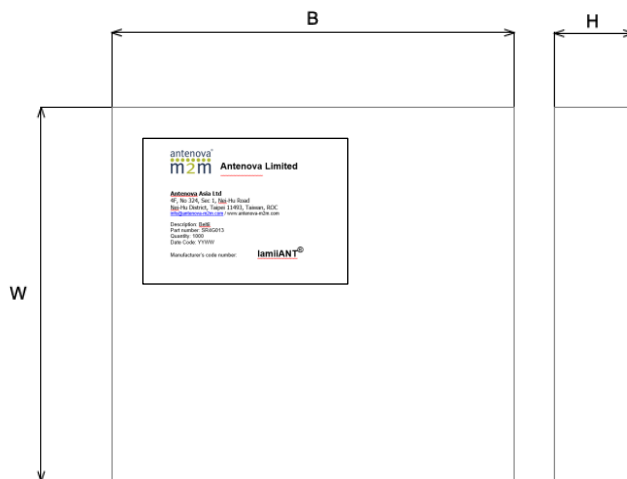 B
H
antenova®
m2m Antenova Limited
Antenova Asia Ltd
4F, No 324, Sec 1, Nei-Hu Road
Nei-Hu District, Taipei 11493, Taiwan, ROC
info@antenova-m2m.com / www.antenova-m2m.com
Description:
Part number: SR4G013
Quantity: 1000
Date Code: YYWW
Manufacturer's code number: lamiiANT®
W